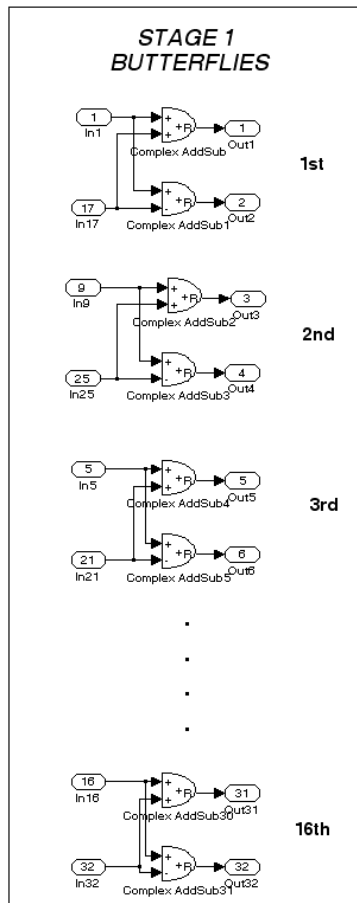 STAGE 1
BUTTERFLIES
1
In1
+
+
+R
Complex AddSub
1
Out1
1st
17
In17
+
-
+R
Complex AddSub1
2
Out2
9
In9
+
+
+R
Complex AddSub2
3
Out3
2nd
25
In25
+
-
+R
Complex AddSub3
4
Out4
5
In5
+
+
+R
Complex AddSub4
5
Out5
3rd
21
In21
+
-
+R
Complex AddSub5
6
Out6
16
In16
+
+
+R
Complex AddSub30
31
Out31
16th
32
In32
+
-
+R
Complex AddSub31
32
Out32